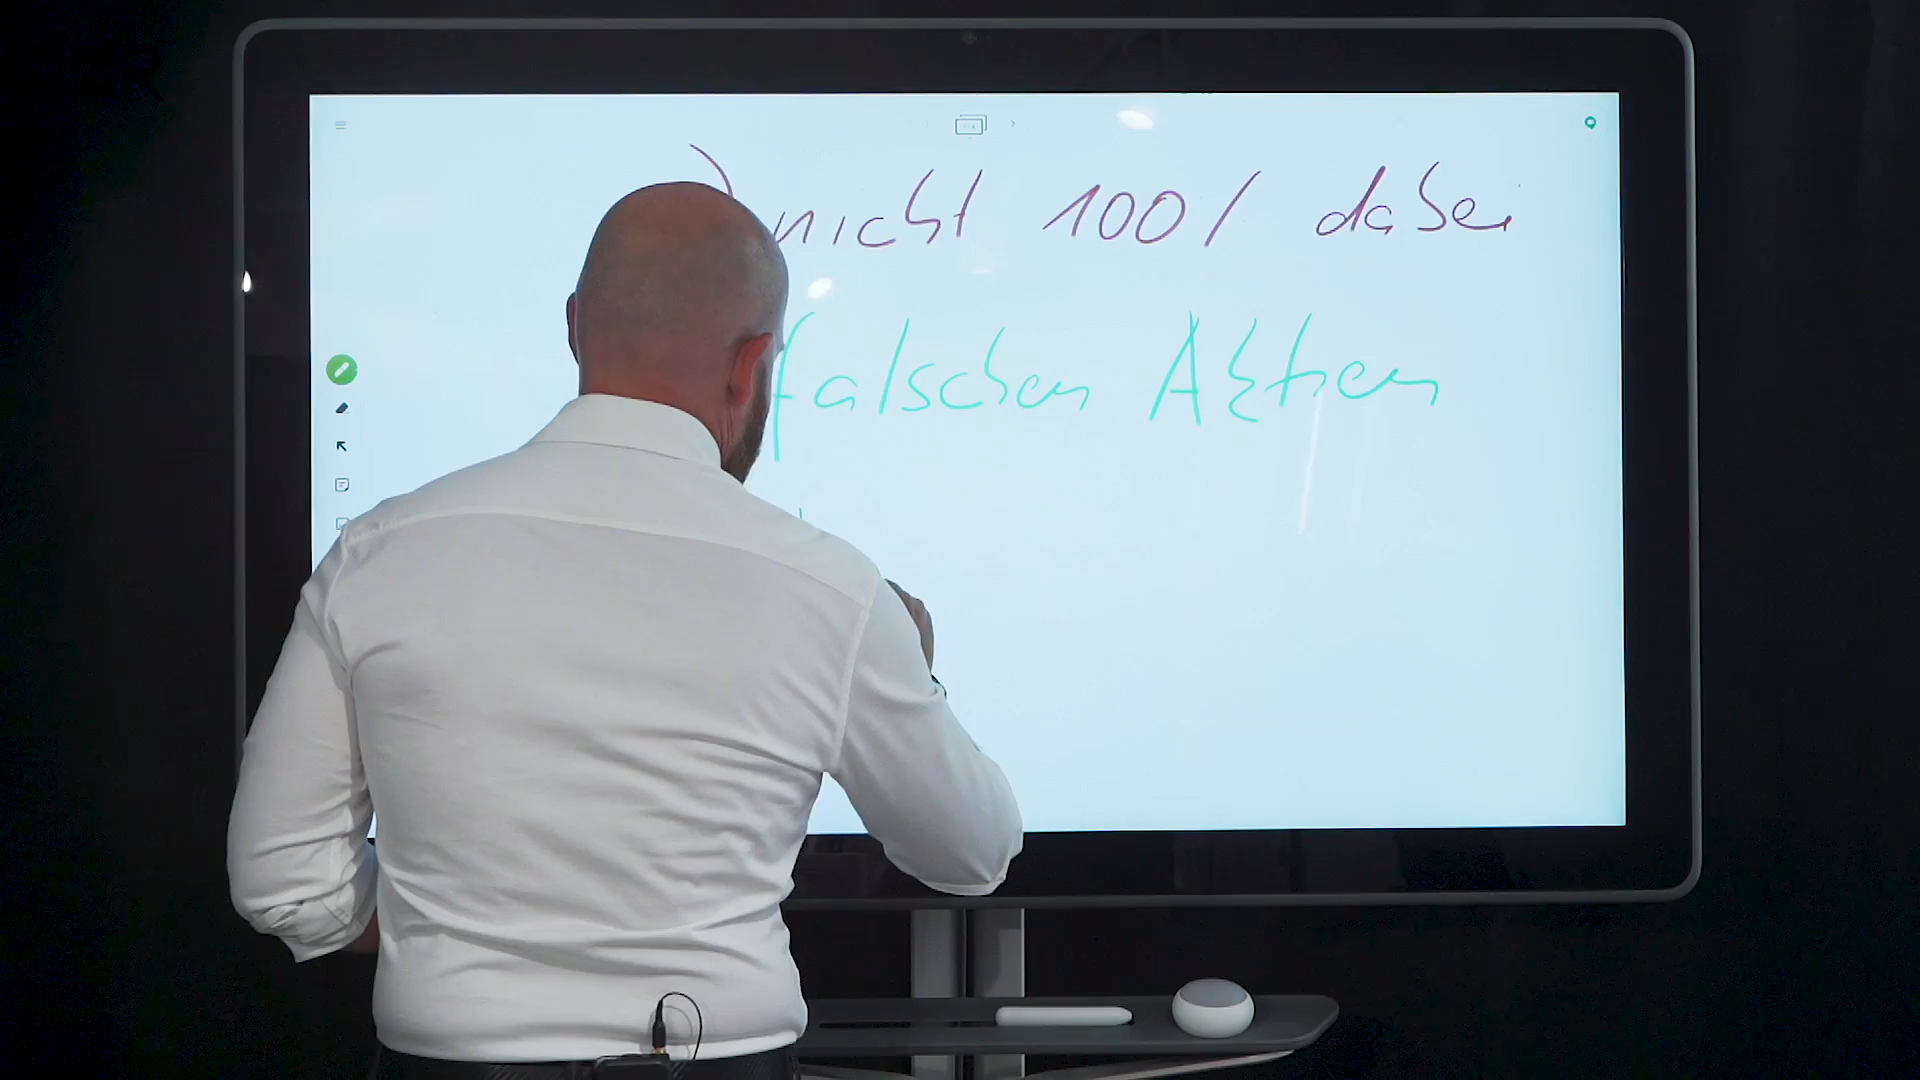 nicht 100% dabei
falschen Aktien